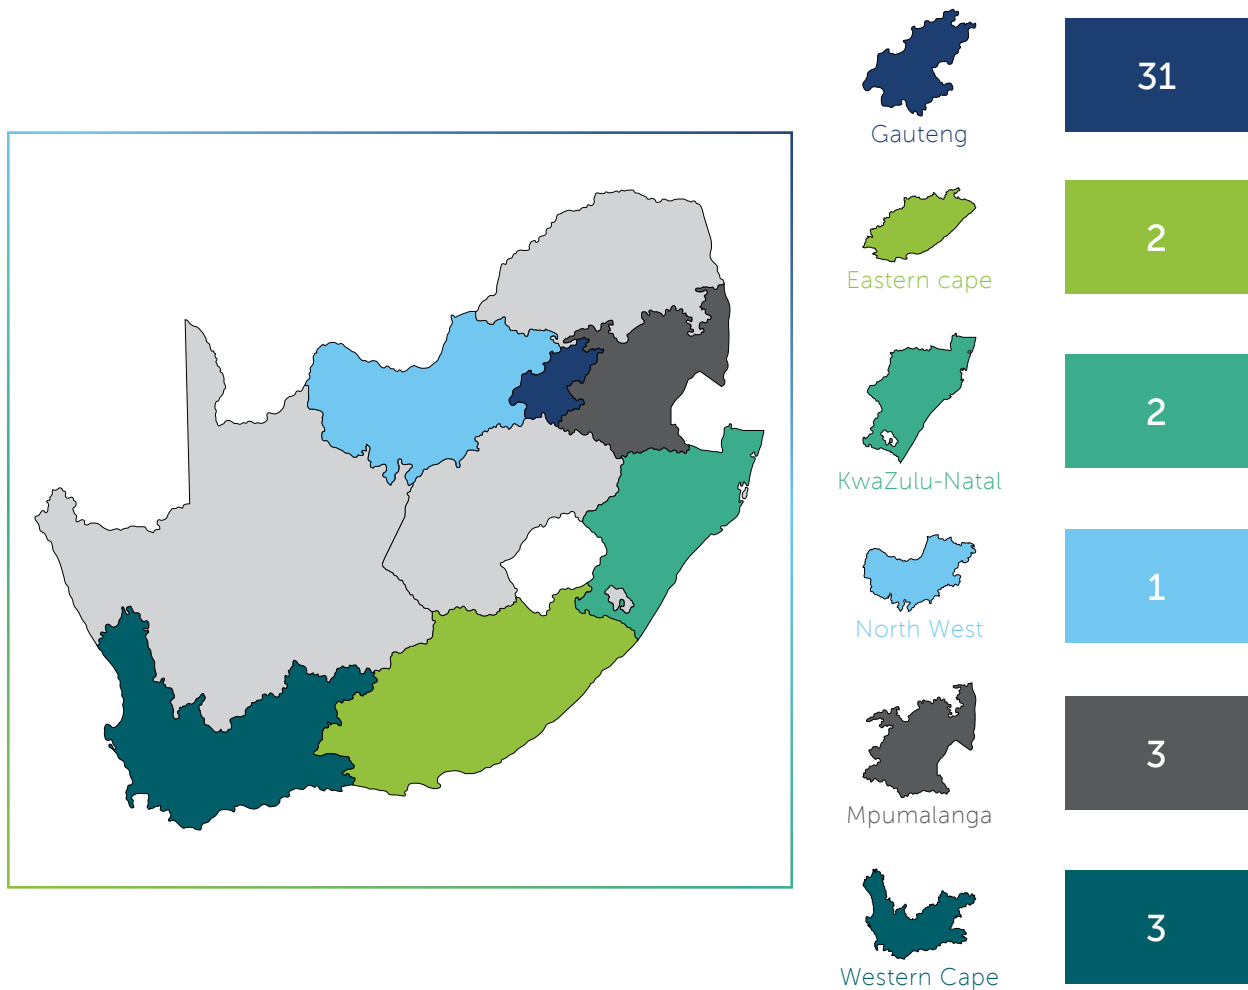 31
Gauteng
2
Eastern cape
2
KwaZulu-Natal
1
North West
3
Mpumalanga
3
Western Cape